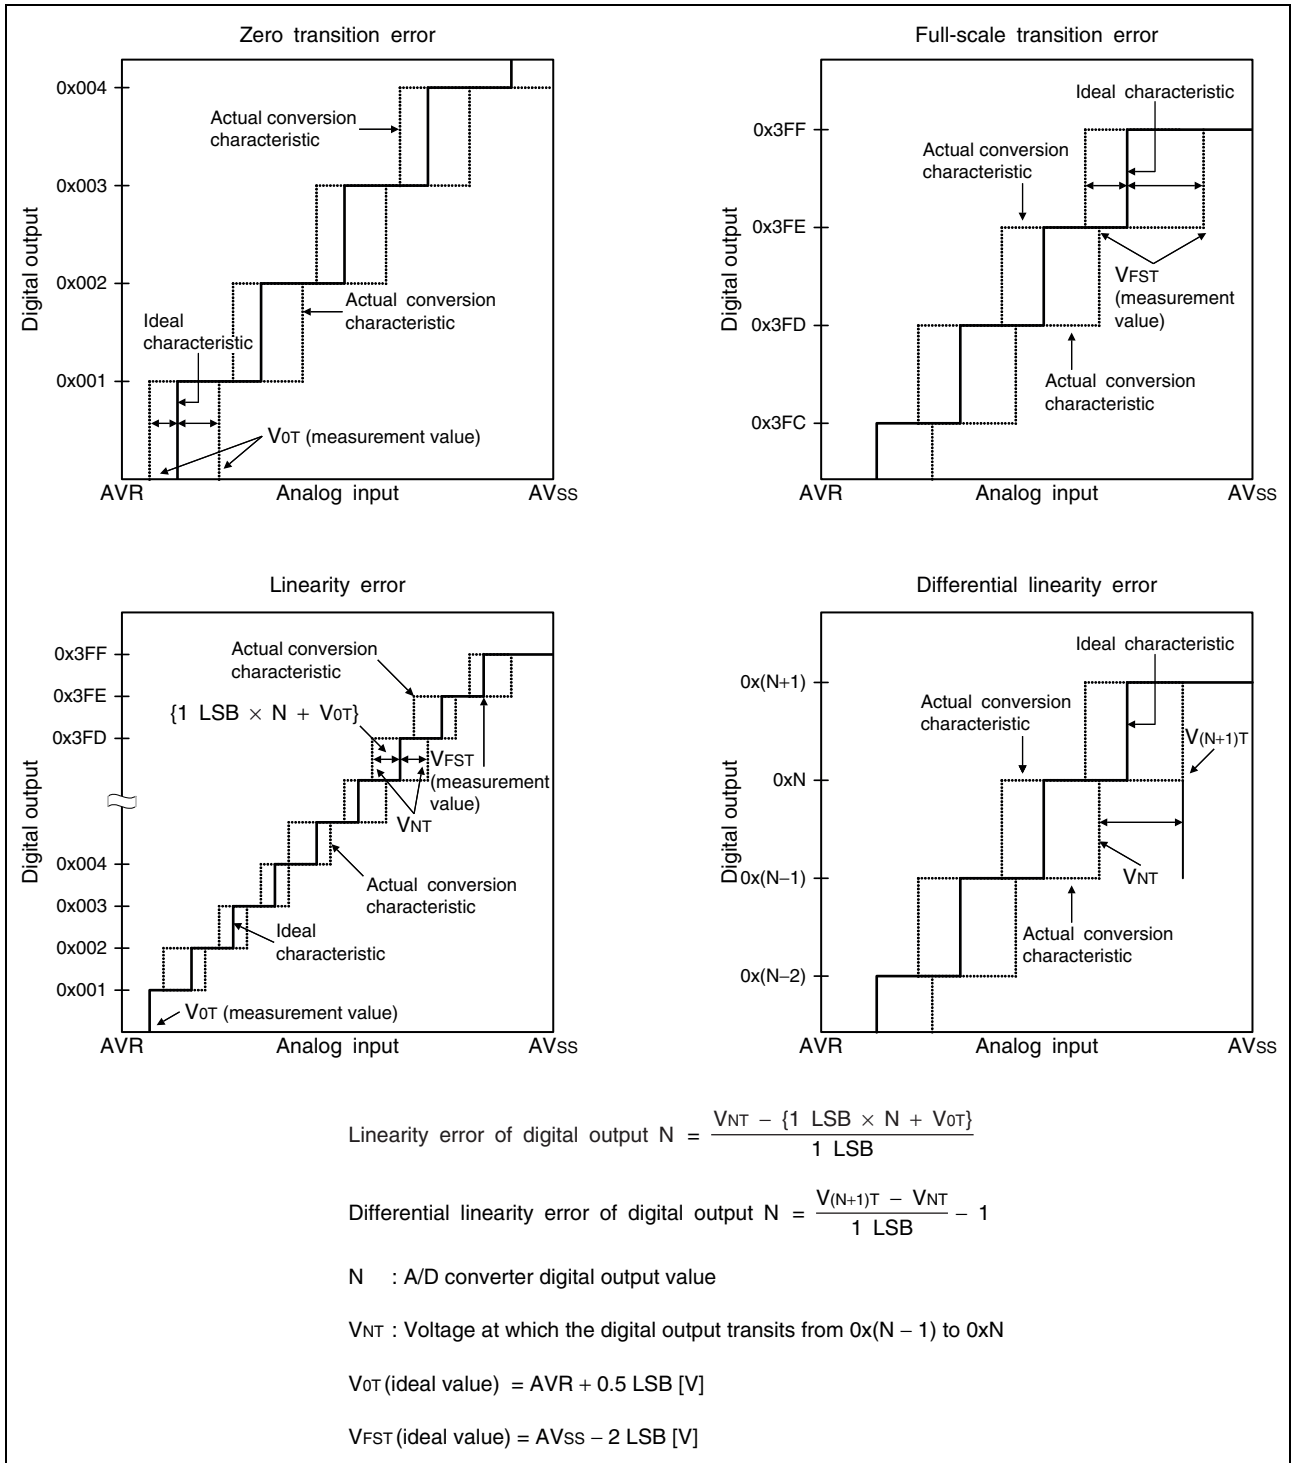 Zero transition error
0x004
0x003
0x002
0x001
Digital output
Actual conversion
characteristic
Actual conversion
characteristic
Ideal
characteristic
V0T (measurement value)
AVR
Analog input
AVSS
Full-scale transition error
0x3FF
0x3FE
0x3FD
0x3FC
Digital output
Ideal characteristic
Actual conversion
characteristic
VFST
(measurement
value)
Actual conversion
characteristic
AVR
Analog input
AVSS
Linearity error
0x3FF
0x3FE
0x3FD
0x004
0x003
0x002
0x001
Digital output
Actual conversion
characteristic
{1 LSB × N + V0T}
VFST
(measurement
value)
VNT
Actual conversion
characteristic
Ideal
characteristic
V0T (measurement value)
AVR
Analog input
AVSS
Differential linearity error
0x(N+1)
0xN
0x(N−1)
0x(N−2)
Digital output
Ideal characteristic
Actual conversion
characteristic
V(N+1)T
VNT
Actual conversion
characteristic
AVR
Analog input
AVSS
Linearity error of digital output N = VNT − {1 LSB × N + V0T}
1 LSB
Differential linearity error of digital output N = V(N+1)T − VNT − 1
1 LSB
N : A/D converter digital output value
VNT : Voltage at which the digital output transits from 0x(N − 1) to 0xN
V0T (ideal value) = AVR + 0.5 LSB [V]
VFST (ideal value) = AVSS − 2 LSB [V]